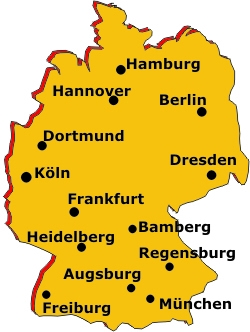 Hamburg
Hannover
Berlin
Dortmund
Dresden
Köln
Frankfurt
Bamberg
Heidelberg
Regensburg
Augsburg
Freiburg
München